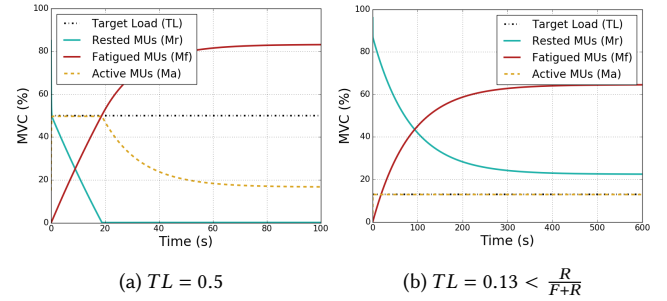 Target Load (TL)
Rested MUs (Mr)
Fatigued MUs (Mf)
Active MUs (Ma)
MVC (%)
100
80
60
40
20
0
0 20 40 60 80 100
Time (s)
(a) TL = 0.5
Target Load (TL)
Rested MUs (Mr)
Fatigued MUs (Mf)
Active MUs (Ma)
MVC (%)
100
80
60
40
20
0
0 100 200 300 400 500 600
Time (s)
(b) TL = 0.13 < R/F+R